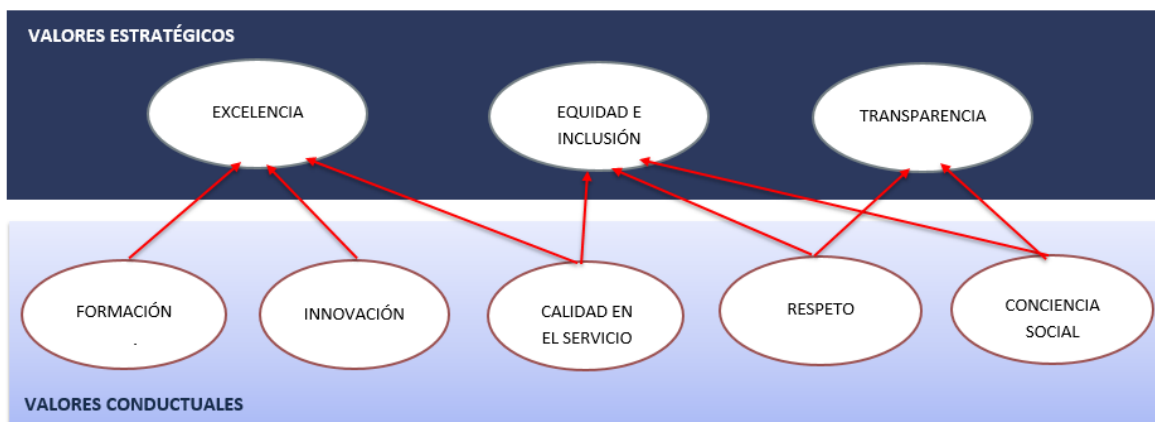 VALORES ESTRATÉGICOS
EXCELENCIA
EQUIDAD E
INCLUSIÓN
TRANSPARENCIA
FORMACIÓN
.
INNOVACIÓN
CALIDAD EN
EL SERVICIO
RESPETO
CONCIENCIA
SOCIAL
VALORES CONDUCTUALES